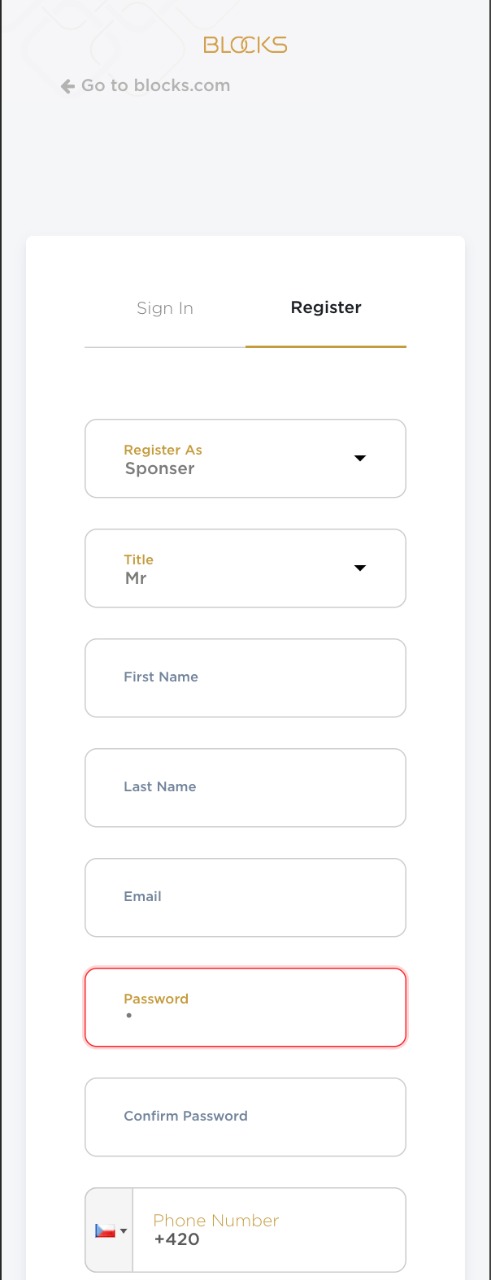 BLOCKS
Go to blocks.com
Sign In
Register
Register As
Sponser
Title
Mr
First Name
Last Name
Email
Password
•
Confirm Password
Phone Number
+420